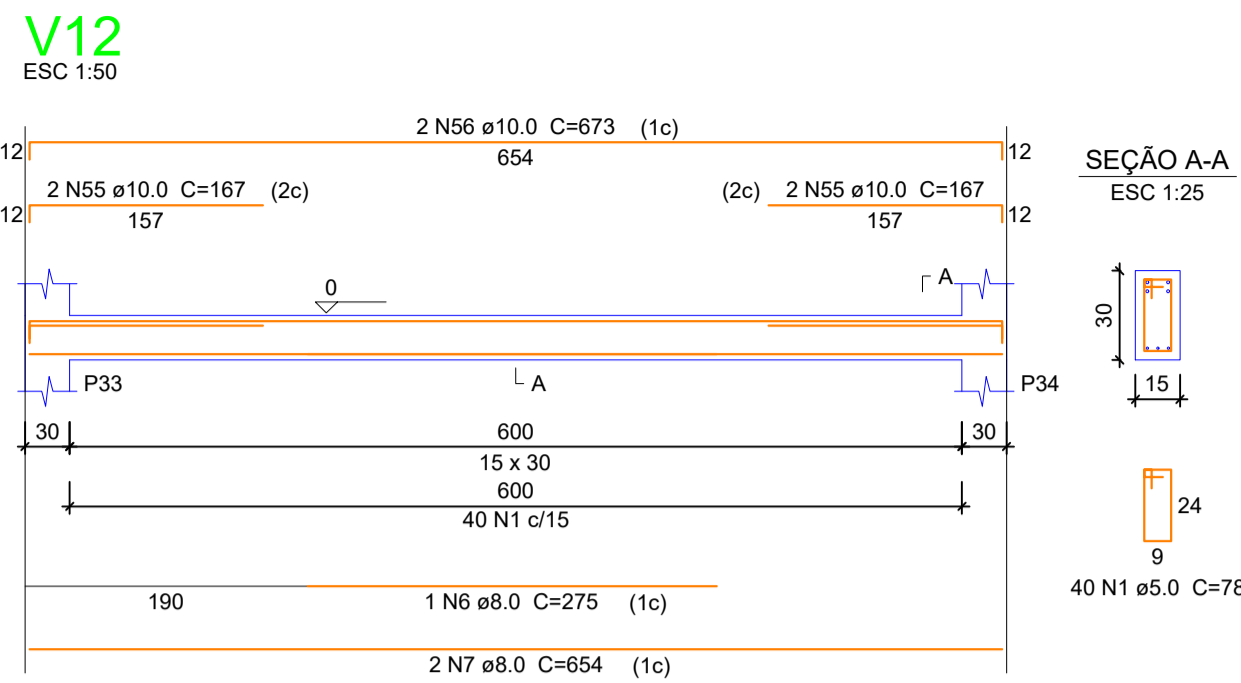 V12
ESC 1:50
2 N56 ø10.0 C=673 (1c)
12
654
12
SEÇÃO A-A
ESC 1:25
2 N55 ø10.0 C=167 (2c)
(2c) 2 N55 ø10.0 C=167
12
157
157
12
0
A
30
P33
A
P34
15
30
600
30
15 x 30
600
40 N1 c/15
24
9
40 N1 ø5.0 C=78
190
1 N6 ø8.0 C=275 (1c)
2 N7 ø8.0 C=654 (1c)